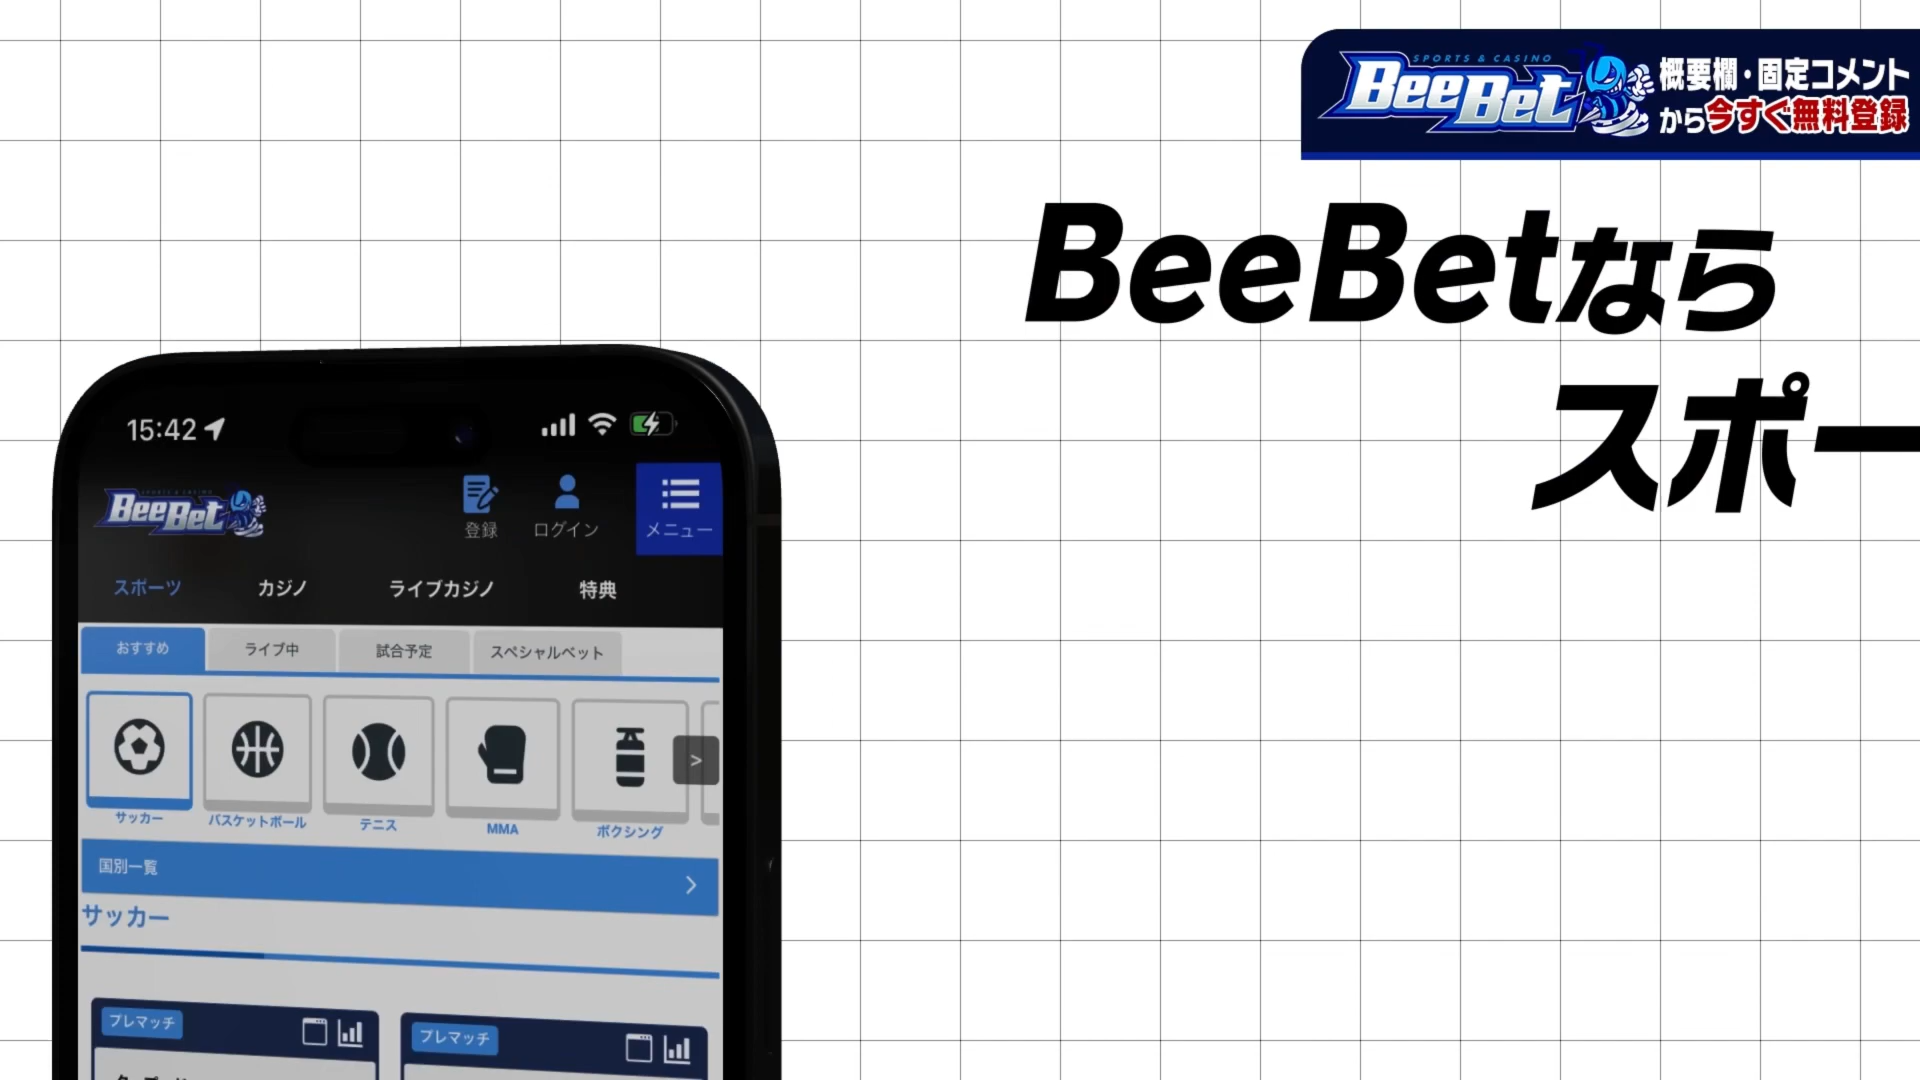 SPORTS & CASINO
BeeBet
概要欄・固定コメント
から今すぐ無料登録
BeeBetなら
スポー
15:42
BeeBet
登録
ログイン
メニュー
スポーツ
カジノ
ライブカジノ
特典
おすすめ
ライブ中
試合予定
スペシャルベット
>
サッカー
バスケットボール
テニス
MMA
ボクシング
国別一覧
サッカー
プレマッチ
プレマッチ